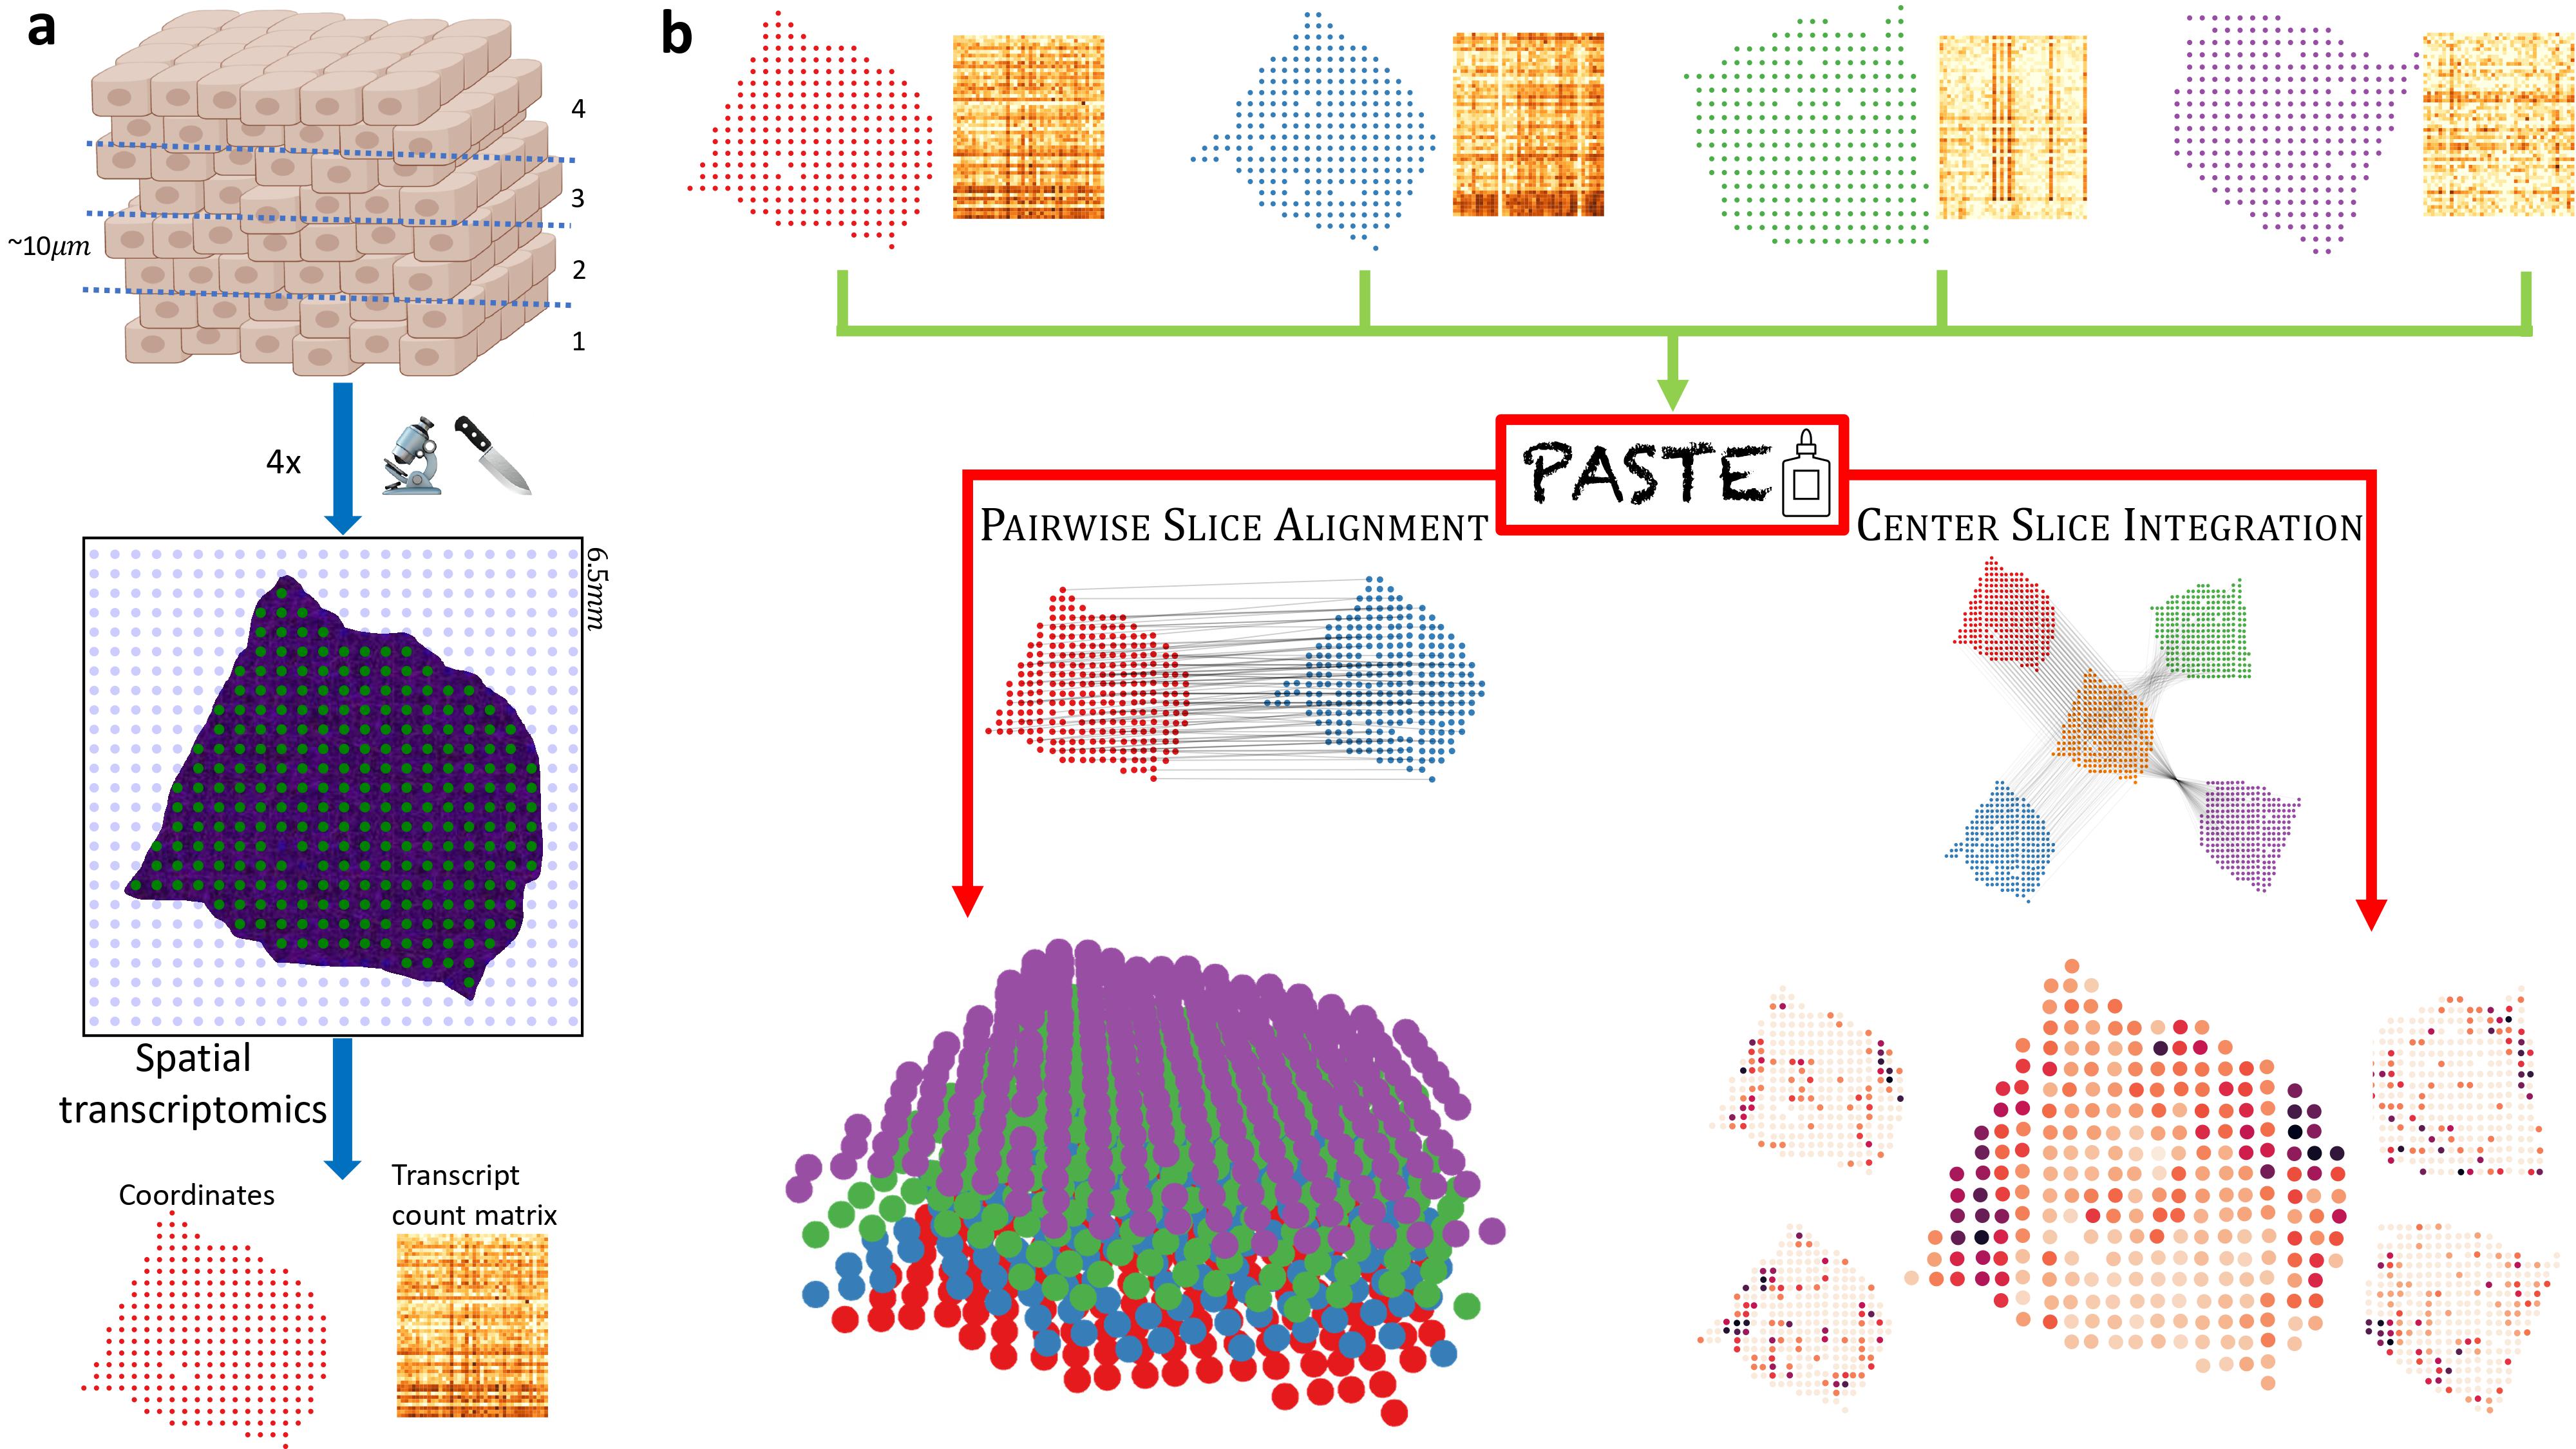 a
4
3
~10μm
2
1
4x
6.5mm
Spatial
transcriptomics
Coordinates
Transcript
count matrix
b
PASTE
PAIRWISE SLICE ALIGNMENT
CENTER SLICE INTEGRATION